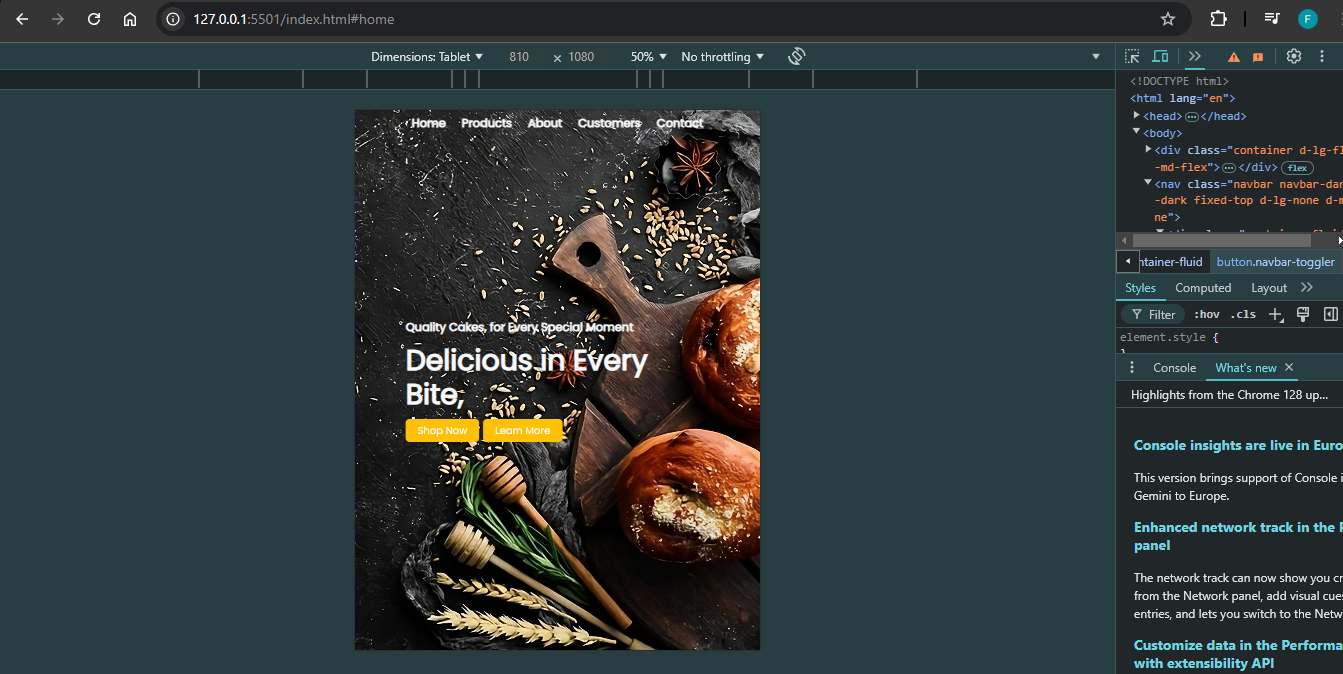 127.0.0.1:5501/index.html#home
F
Dimensions: Tablet 810 × 1080 50% No throttling
Home Products About Customers Contact
Quality Cakes, for Every Special Moment
Delicious in Every
Bite,
Shop Now Learn More
<!DOCTYPE html>
<html lang="en">
<head> </head>
<body>
<div class="container d-lg-fl
-md-flex"> </div> flex
<nav class="navbar navbar-dar
-dark fixed-top d-lg-none d-m
ne">
ntainer-fluid button.navbar-toggler
Styles Computed Layout
Filter :hov .cls
element.style {
Console What's new
Highlights from the Chrome 128 up...
Console insights are live in Euro
This version brings support of Console i
Gemini to Europe.
Enhanced network track in the P
panel
The network track can now show you cr
from the Network panel, add visual cues
entries, and lets you switch to the Netw
Customize data in the Performa
with extensibility API